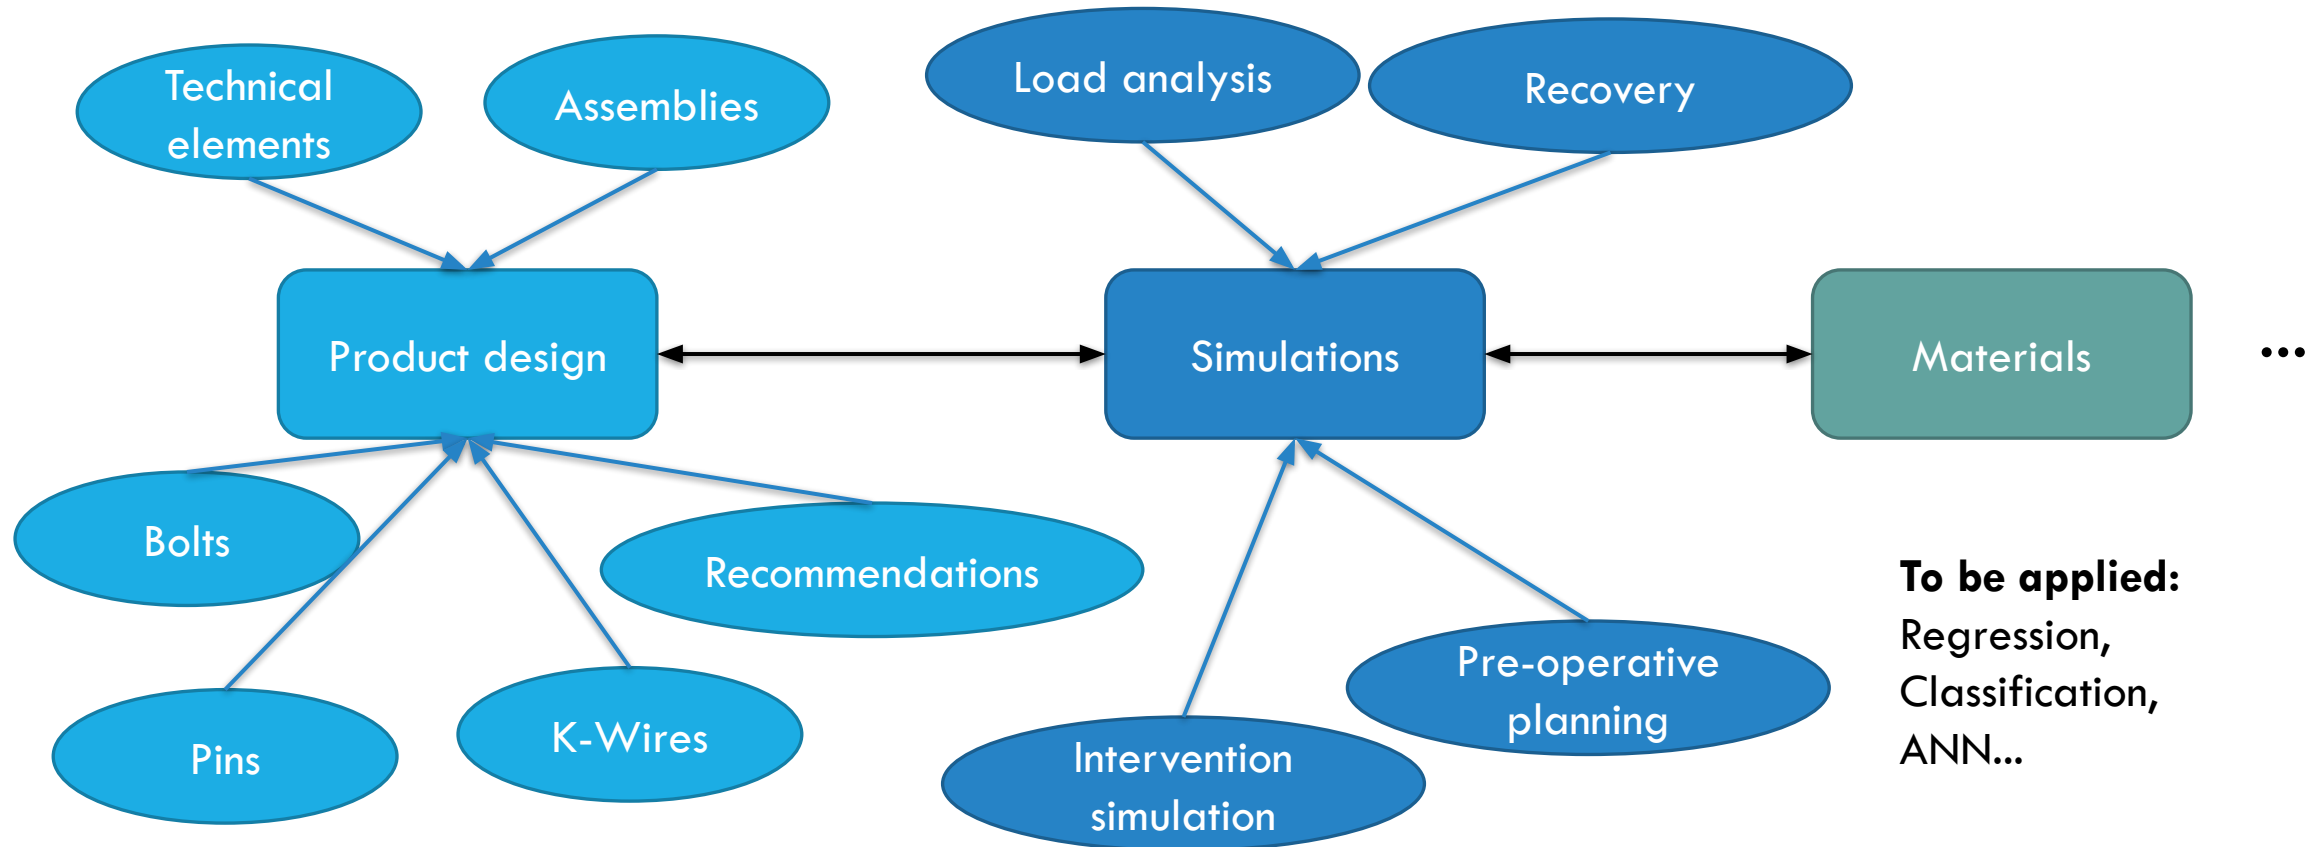 Technical
elements
Assemblies
Load analysis
Recovery
Product design
Simulations
Materials
...
Bolts
Recommendations
Pins
K-Wires
Intervention
simulation
Pre-operative
planning
To be applied:
Regression,
Classification,
ANN...